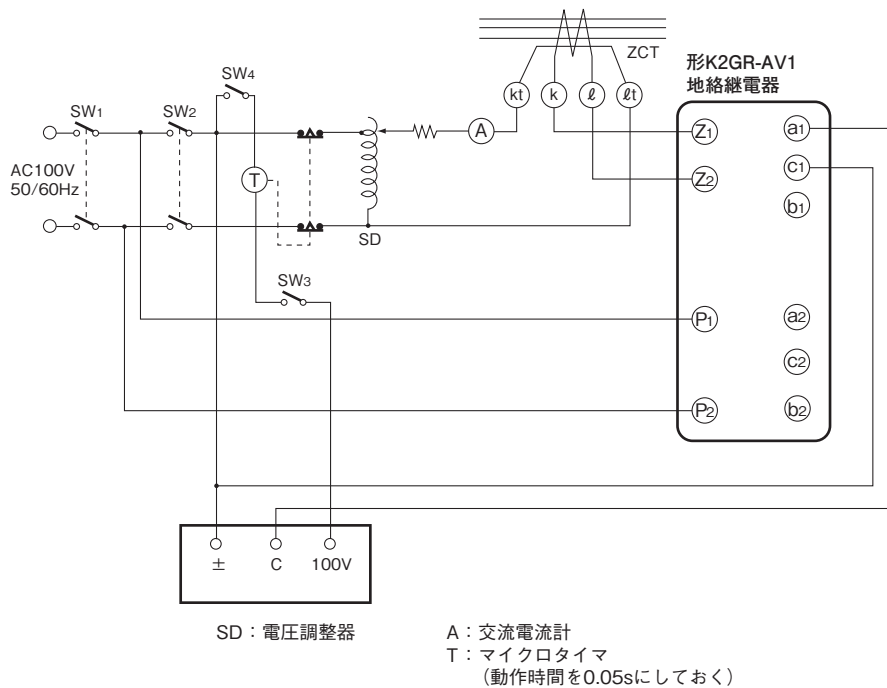 ZCT
形K2GR-AV1
地絡継電器
SW4
SW1
SW2
kt
k
ℓ
ℓt
A
Z1
a1
AC100V
50/60Hz
T
c1
Z2
b1
SD
SW3
P1
a2
c2
P2
b2
±
C
100V
SD：電圧調整器
A：交流電流計
T：マイクロタイマ
（動作時間を0.05sにしておく）